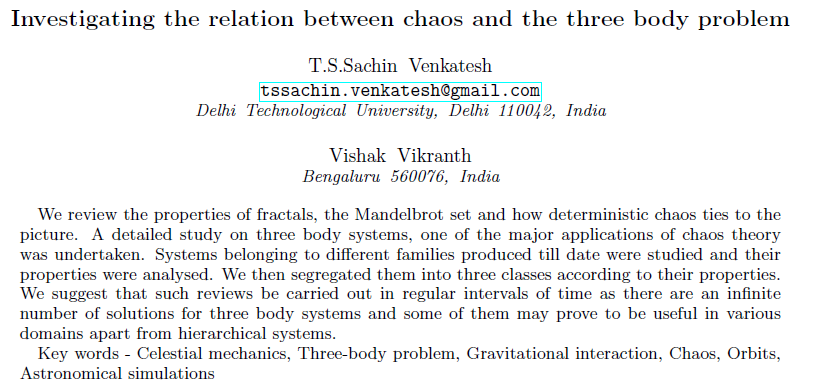 Investigating the relation between chaos and the three body problem
T.S.Sachin Venkatesh
tssachin.venkatesh@gmail.com
Delhi Technological University, Delhi 110042, India
Vishak Vikranth
Bengaluru 560076, India
We review the properties of fractals, the Mandelbrot set and how deterministic chaos ties to the
picture. A detailed study on three body systems, one of the major applications of chaos theory
was undertaken. Systems belonging to different families produced till date were studied and their
properties were analysed. We then segregated them into three classes according to their properties.
We suggest that such reviews be carried out in regular intervals of time as there are an infinite
number of solutions for three body systems and some of them may prove to be useful in various
domains apart from hierarchical systems.
Key words - Celestial mechanics, Three-body problem, Gravitational interaction, Chaos, Orbits,
Astronomical simulations